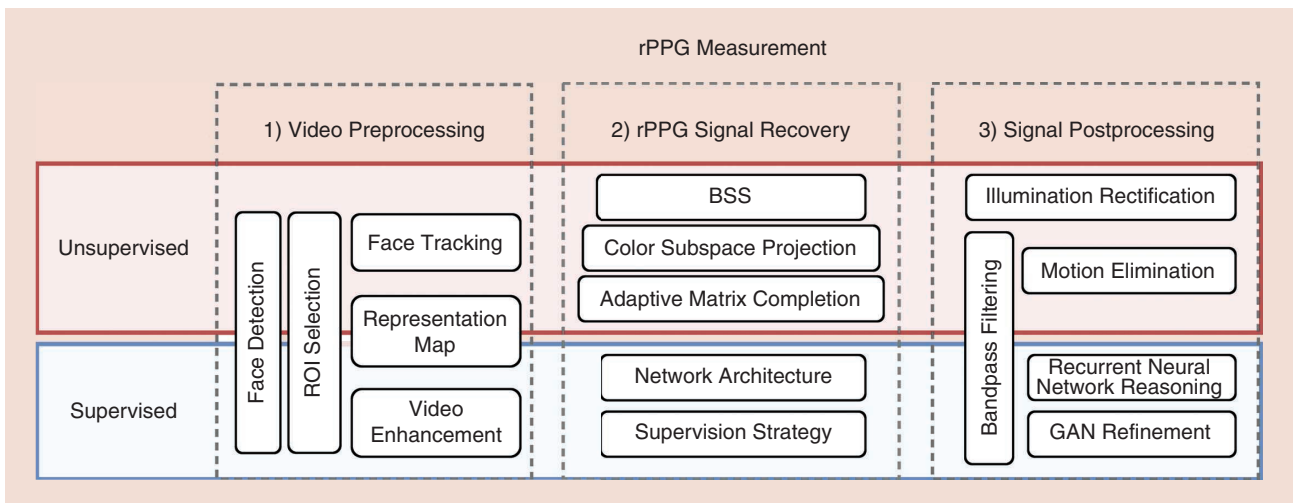 rPPG Measurement
1) Video Preprocessing
2) rPPG Signal Recovery
3) Signal Postprocessing
Unsupervised
Face Detection
ROI Selection
Face Tracking
Representation
Map
BSS
Color Subspace Projection
Adaptive Matrix Completion
Illumination Rectification
Bandpass Filtering
Motion Elimination
Supervised
Video
Enhancement
Network Architecture
Supervision Strategy
Recurrent Neural
Network Reasoning
GAN Refinement